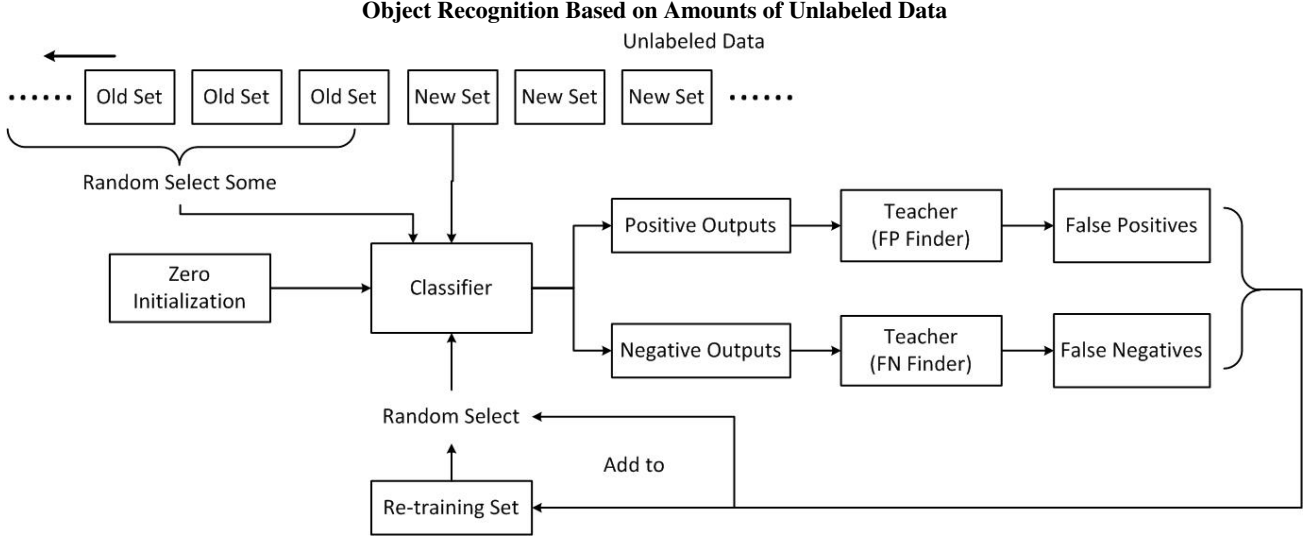 Object Recognition Based on Amounts of Unlabeled Data
Unlabeled Data
...... Old Set Old Set Old Set New Set New Set New Set ......
Random Select Some
Positive Outputs
Teacher
(FP Finder)
False Positives
Zero
Initialization
Classifier
Negative Outputs
Teacher
(FN Finder)
False Negatives
Random Select
Add to
Re-training Set